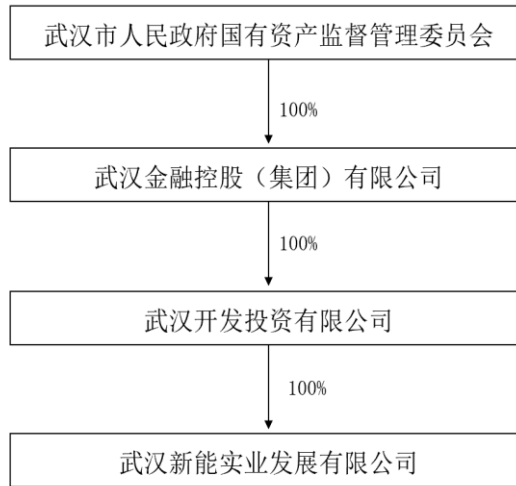 武汉市人民政府国有资产监督管理委员会
100%
武汉金融控股（集团）有限公司
100%
武汉开发投资有限公司
100%
武汉新能实业发展有限公司